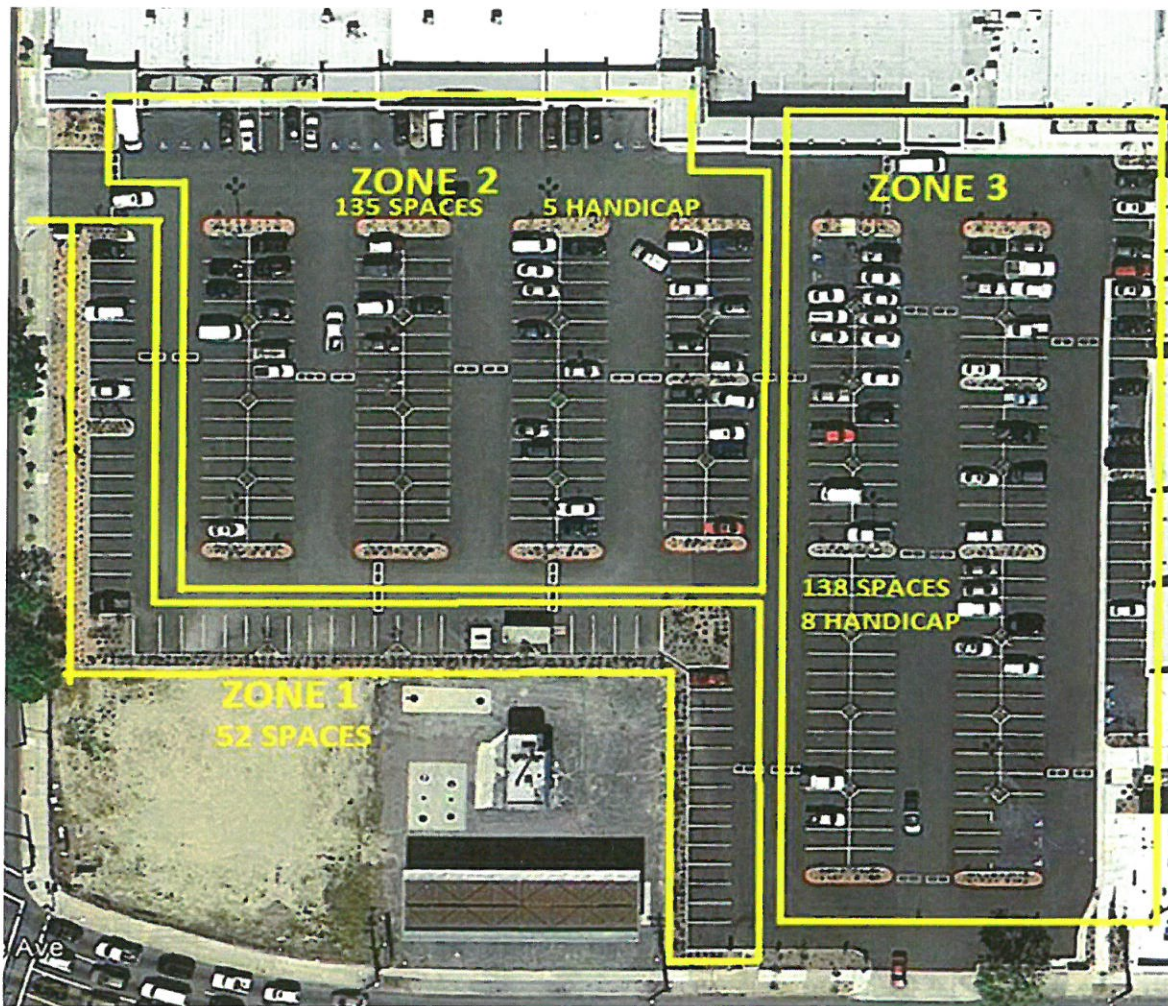 ZONE 2
135 SPACES
5 HANDICAP
ZONE 3
138 SPACES
8 HANDICAP
ZONE 1
52 SPACES
Ave